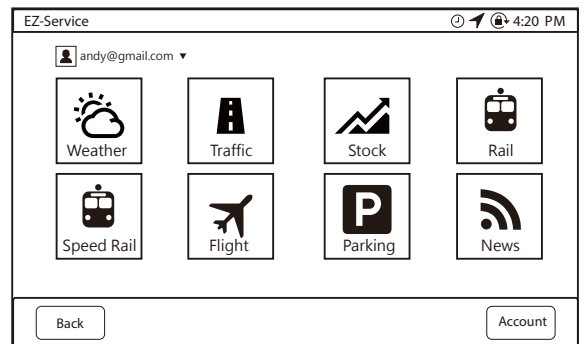 EZ-Service 4:20 PM
andy@gmail.com
Weather Traffic Stock Rail
Speed Rail Flight P Parking News
Back Account